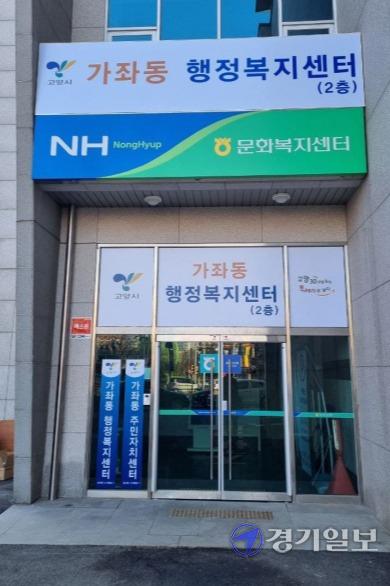 고양시
가좌동 행정복지센터
(2층)
NH NongHyup 문화복지센터
고양시
가좌동
행정복지센터
(2층)
가좌동 행정복지센터
가좌동 주민자치센터
경기일보